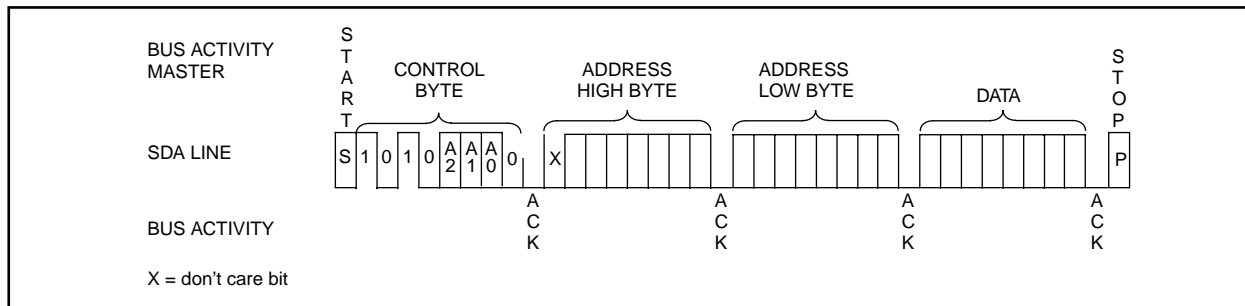 BUS ACTIVITY
MASTER
START
CONTROL
BYTE
ADDRESS
HIGH BYTE
ADDRESS
LOW BYTE
DATA
STOP
SDA LINE
S 1 0 1 0 A2 A1 A0 0 X P
BUS ACTIVITY
ACK ACK ACK ACK
X = don't care bit